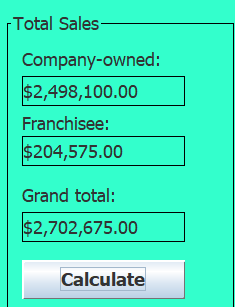 Total Sales
Company-owned:
$2,498,100.00
Franchisee:
$204,575.00
Grand total:
$2,702,675.00
Calculate